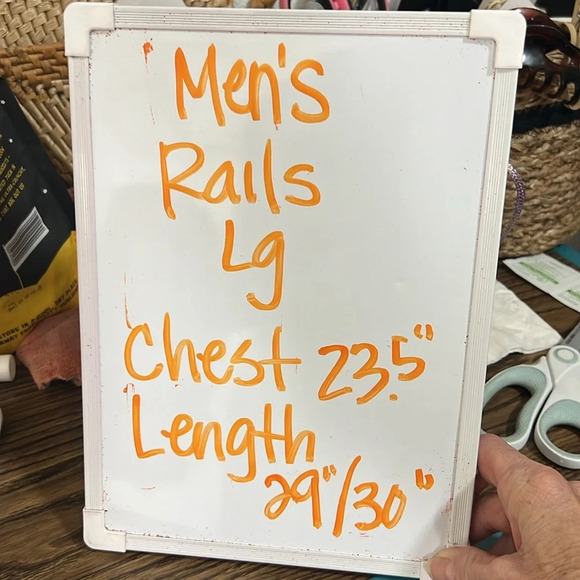 Men's
Rails
Lg
Chest 23.5"
Length
29"/30"